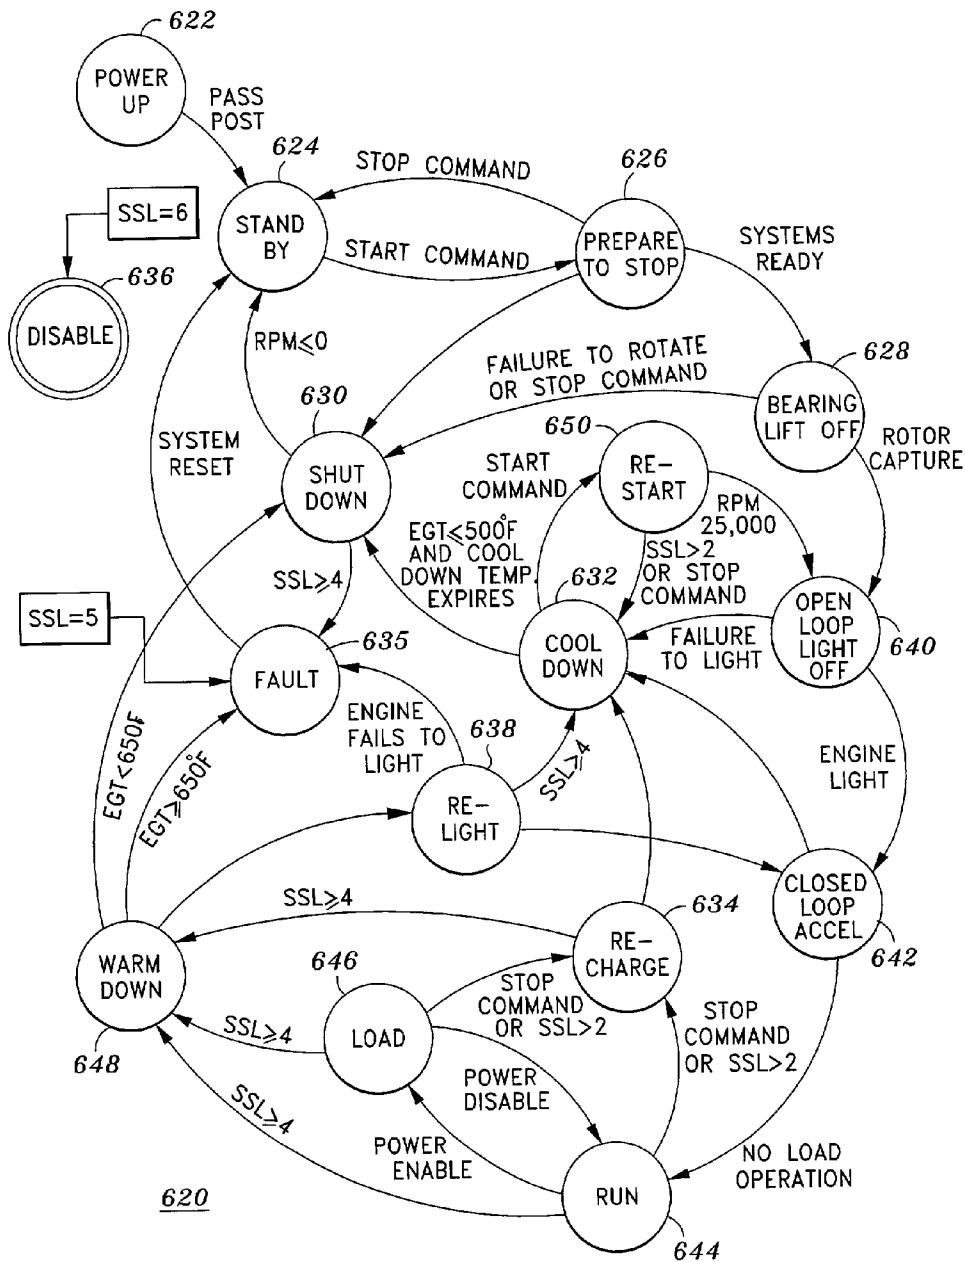 622
POWER
UP
PASS
POST
624
STOP COMMAND
626
SSL=6
STAND
BY
START COMMAND
PREPARE
TO STOP
SYSTEMS
READY
636
DISABLE
RPM≤0
FAILURE TO ROTATE
OR STOP COMMAND
628
630
650
BEARING
LIFT OFF
SYSTEM
RESET
SHUT
DOWN
START
COMMAND
RE-
START
ROTOR
CAPTURE
RPM
25,000
EGT≤500°F
AND COOL
DOWN TEMP.
EXPIRES
SSL>2
OR STOP
COMMAND
SSL≥4
632
SSL=5
635
COOL
DOWN
FAILURE
TO LIGHT
OPEN
LOOP
LIGHT
OFF
640
FAULT
ENGINE
FAILS TO
LIGHT
638
EGT<650°F
EGT≥650°F
SSL≥4
ENGINE
LIGHT
RE-
LIGHT
SSL≥4
CLOSED
LOOP
ACCEL
634
642
WARM
DOWN
646
RE-
CHARGE
STOP
COMMAND
OR SSL>2
STOP
COMMAND
OR SSL>2
LOAD
SSL≥4
648
POWER
DISABLE
SSL≥4
POWER
ENABLE
NO LOAD
OPERATION
620
RUN
644